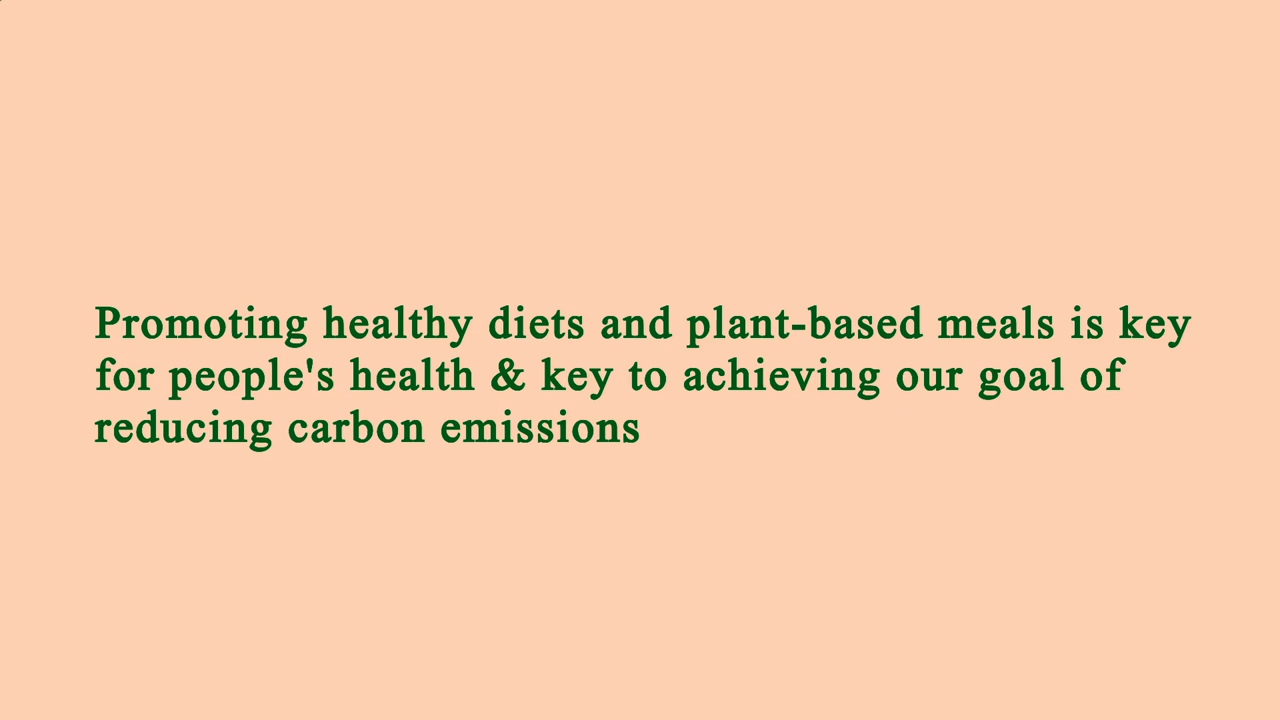 Promoting healthy diets and plant-based meals is key
for people's health & key to achieving our goal of
reducing carbon emissions